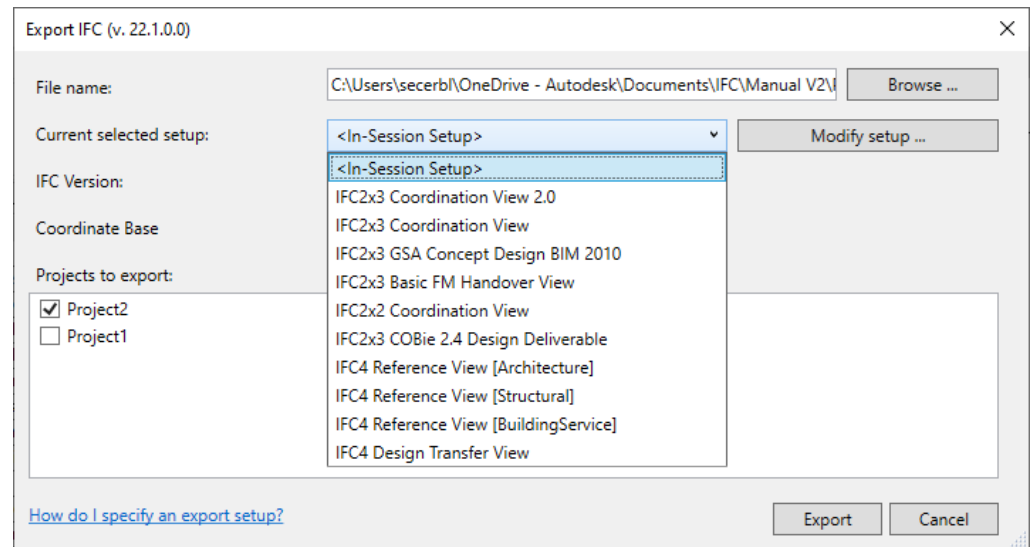 Export IFC (v. 22.1.0.0)
File name:
C:\Users\secerbl\OneDrive - Autodesk\Documents\IFC\Manual V2\
Browse ...
Current selected setup:
<In-Session Setup>
Modify setup ...
<In-Session Setup>
IFC2x3 Coordination View 2.0
IFC Version:
IFC2x3 Coordination View
Coordinate Base
IFC2x3 GSA Concept Design BIM 2010
Projects to export:
IFC2x3 Basic FM Handover View
Project2
IFC2x2 Coordination View
Project1
IFC2x3 COBie 2.4 Design Deliverable
IFC4 Reference View [Architecture]
IFC4 Reference View [Structural]
IFC4 Reference View [BuildingService]
IFC4 Design Transfer View
How do I specify an export setup?
Export
Cancel